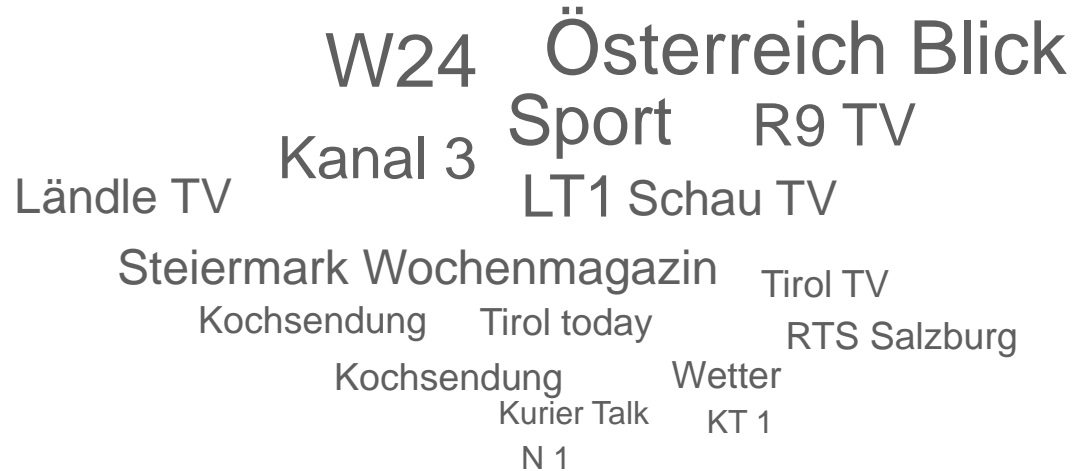 W24
Österreich Blick
Sport
R9 TV
Kanal 3
Ländle TV
LT1
Schau TV
Steiermark Wochenmagazin
Tirol TV
Kochsendung
Tirol today
RTS Salzburg
Kochsendung
Wetter
Kurier Talk
KT 1
N 1